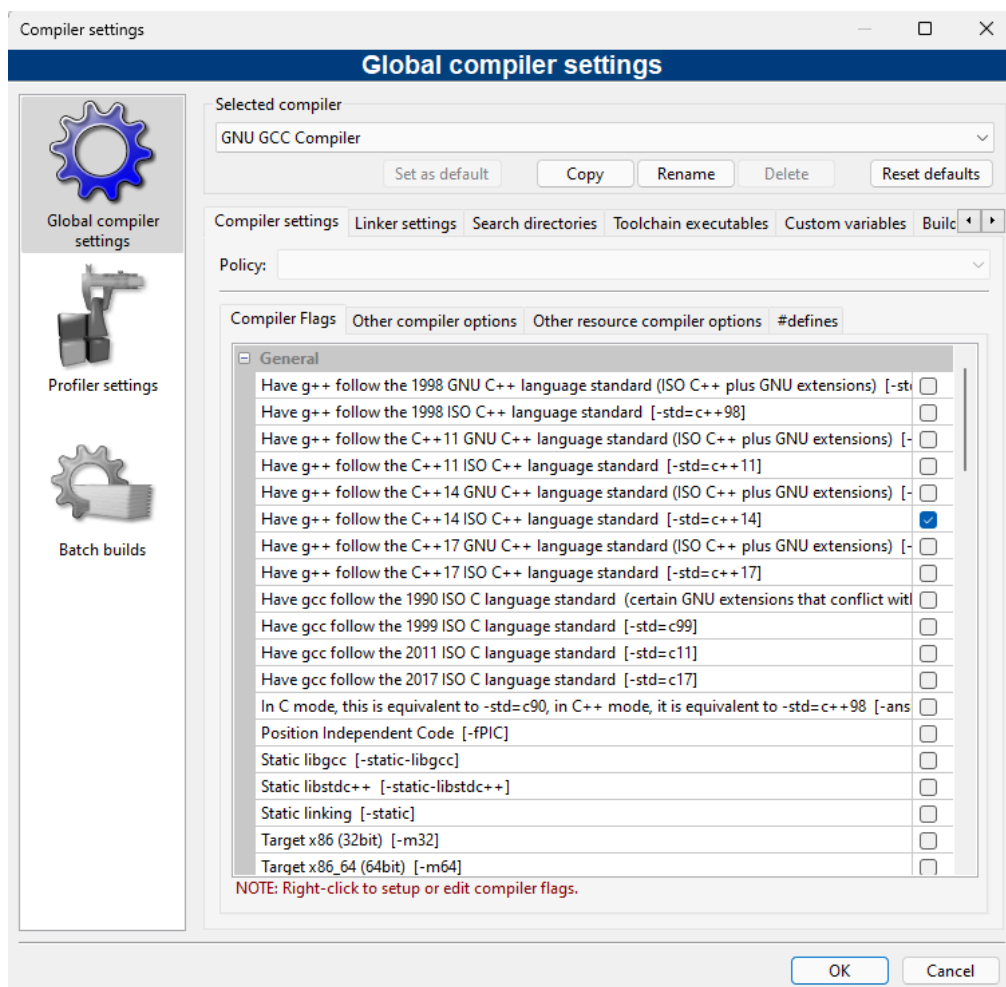 Compiler settings
Global compiler settings
Global compiler
settings
Profiler settings
Batch builds
Selected compiler
GNU GCC Compiler
Set as default
Copy
Rename
Delete
Reset defaults
Compiler settings
Linker settings
Search directories
Toolchain executables
Custom variables
Build
Policy:
Compiler Flags
Other compiler options
Other resource compiler options
#defines
General
Have g++ follow the 1998 GNU C++ language standard (ISO C++ plus GNU extensions) [-st
Have g++ follow the 1998 ISO C++ language standard [-std=c++98]
Have g++ follow the C++11 GNU C++ language standard (ISO C++ plus GNU extensions) [-
Have g++ follow the C++11 ISO C++ language standard [-std=c++11]
Have g++ follow the C++14 GNU C++ language standard (ISO C++ plus GNU extensions) [-
Have g++ follow the C++14 ISO C++ language standard [-std=c++14]
Have g++ follow the C++17 GNU C++ language standard (ISO C++ plus GNU extensions) [-
Have g++ follow the C++17 ISO C++ language standard [-std=c++17]
Have gcc follow the 1990 ISO C language standard (certain GNU extensions that conflict with
Have gcc follow the 1999 ISO C language standard [-std=c99]
Have gcc follow the 2011 ISO C language standard [-std=c11]
Have gcc follow the 2017 ISO C language standard [-std=c17]
In C mode, this is equivalent to -std=c90, in C++ mode, it is equivalent to -std=c++98 [-ans
Position Independent Code [-fPIC]
Static libgcc [-static-libgcc]
Static libstdc++ [-static-libstdc++]
Static linking [-static]
Target x86 (32bit) [-m32]
Target x86_64 (64bit) [-m64]
NOTE: Right-click to setup or edit compiler flags.
OK
Cancel